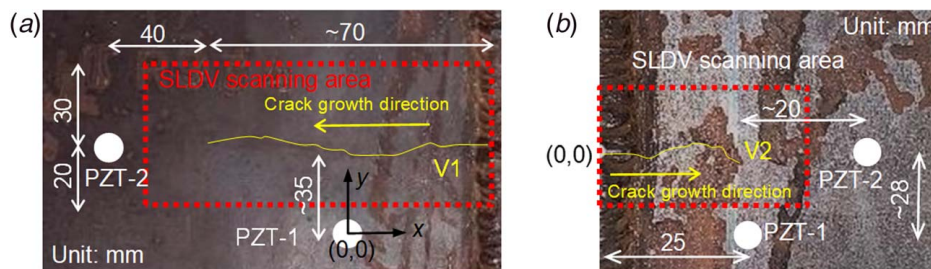 (a)
40
~70
SLDV scanning area
Crack growth direction
30
20
PZT-2
V1
~35
y
x
PZT-1
(0,0)
Unit: mm
(b)
Unit: mm
SLDV scanning area
~20
(0,0)
V2
Crack growth direction
PZT-2
~28
PZT-1
25